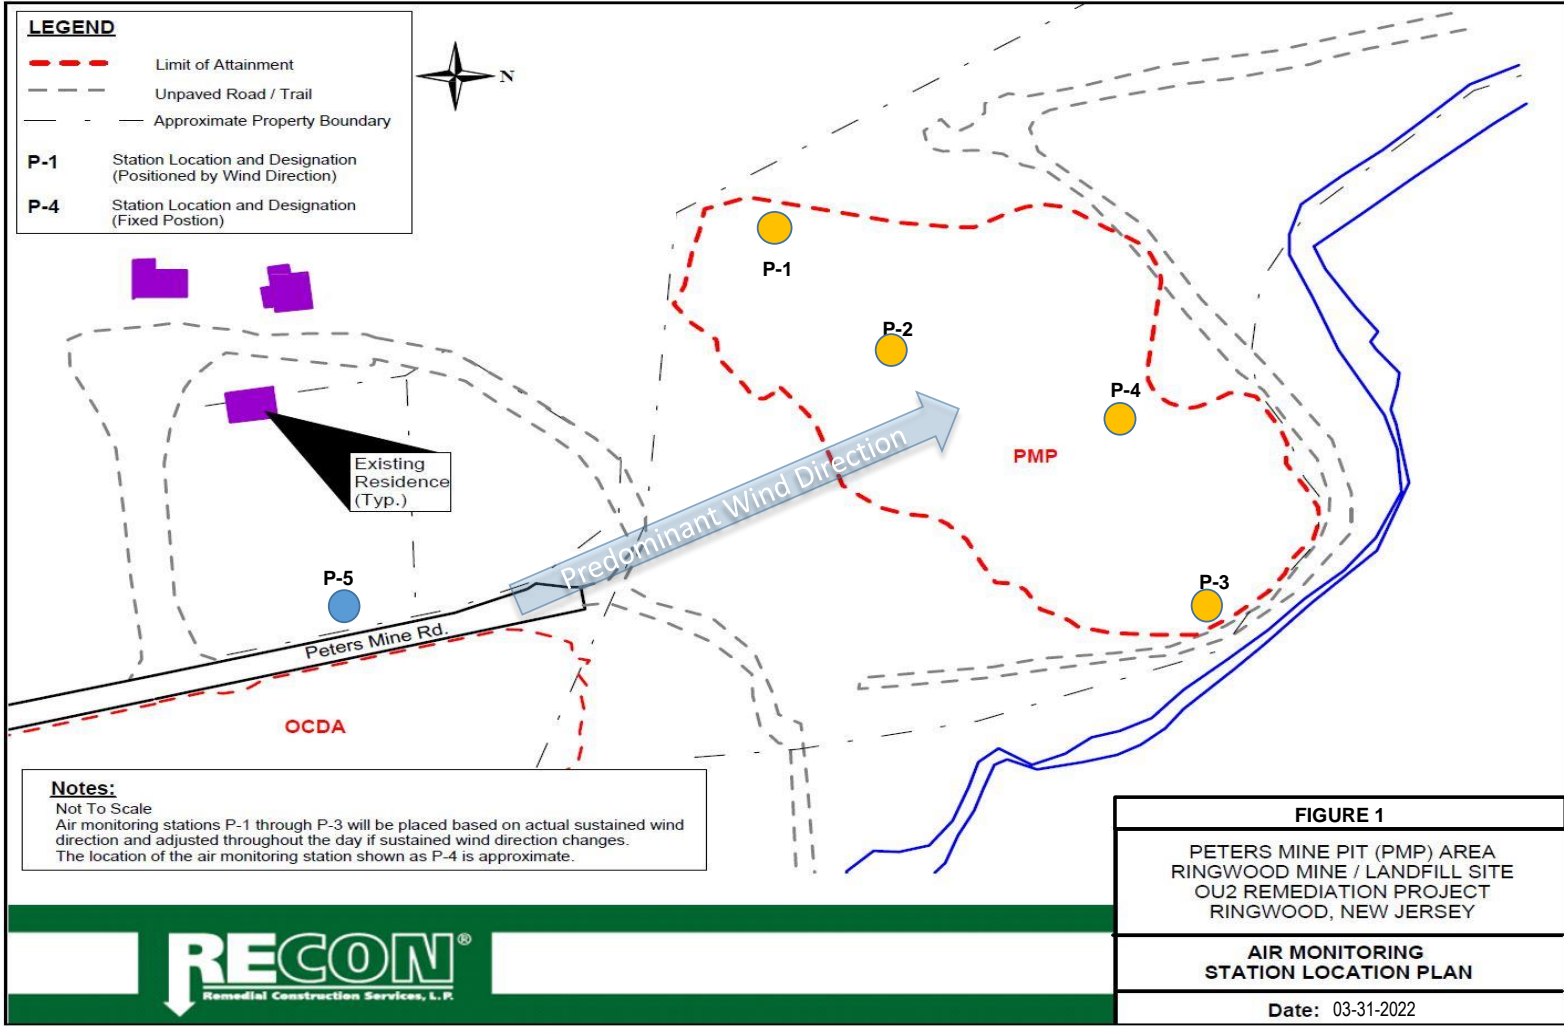 LEGEND
Limit of Attainment
Unpaved Road / Trail
Approximate Property Boundary
P-1 Station Location and Designation
(Positioned by Wind Direction)
P-4 Station Location and Designation
(Fixed Postion)
N
P-1
P-2
P-4
PMP
Predominant Wind Direction
Existing
Residence
(Typ.)
P-5
P-3
Peters Mine Rd.
OCDA
Notes:
Not To Scale
Air monitoring stations P-1 through P-3 will be placed based on actual sustained wind
direction and adjusted throughout the day if sustained wind direction changes.
The location of the air monitoring station shown as P-4 is approximate.
RECON®
Remedial Construction Services, L.P.
FIGURE 1
PETERS MINE PIT (PMP) AREA
RINGWOOD MINE / LANDFILL SITE
OU2 REMEDIATION PROJECT
RINGWOOD, NEW JERSEY
AIR MONITORING
STATION LOCATION PLAN
Date: 03-31-2022